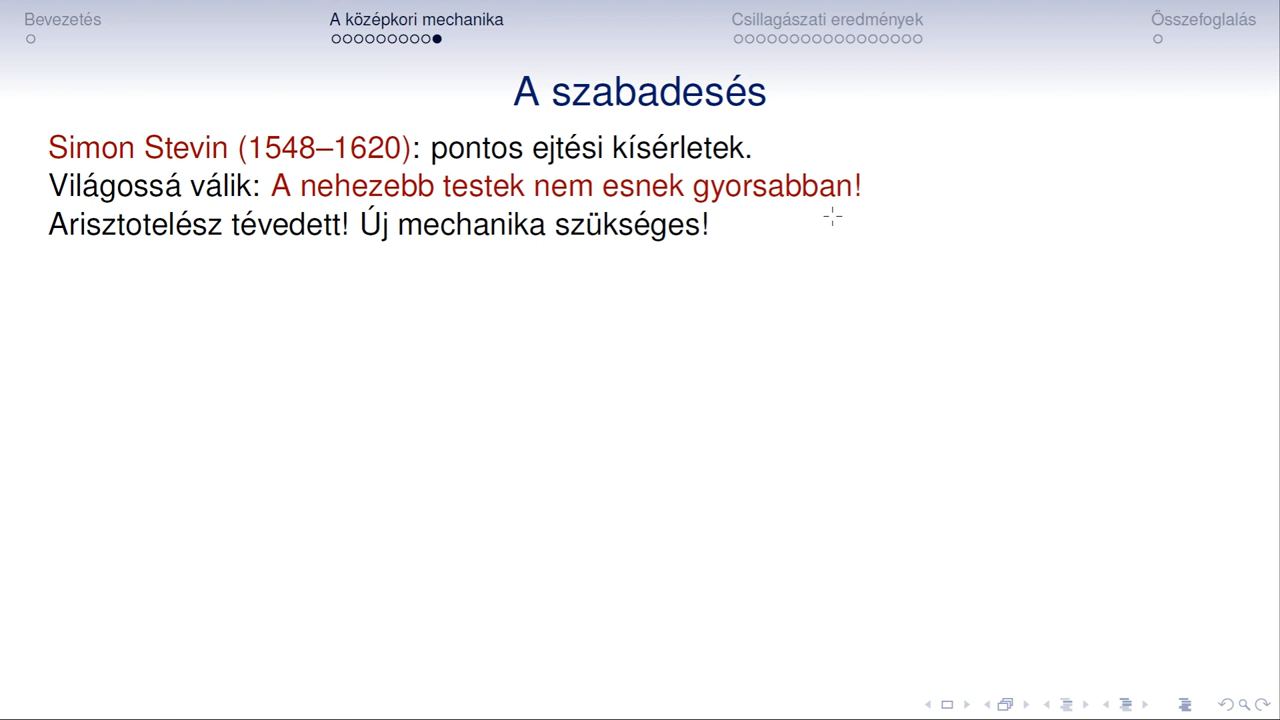 Bevezetés
A középkori mechanika
Csillagászati eredmények
Összefoglalás
A szabadesés
Simon Stevin (1548–1620): pontos ejtési kísérletek.
Világossá válik: A nehezebb testek nem esnek gyorsabban!
Arisztotelész tévedett! Új mechanika szükséges!